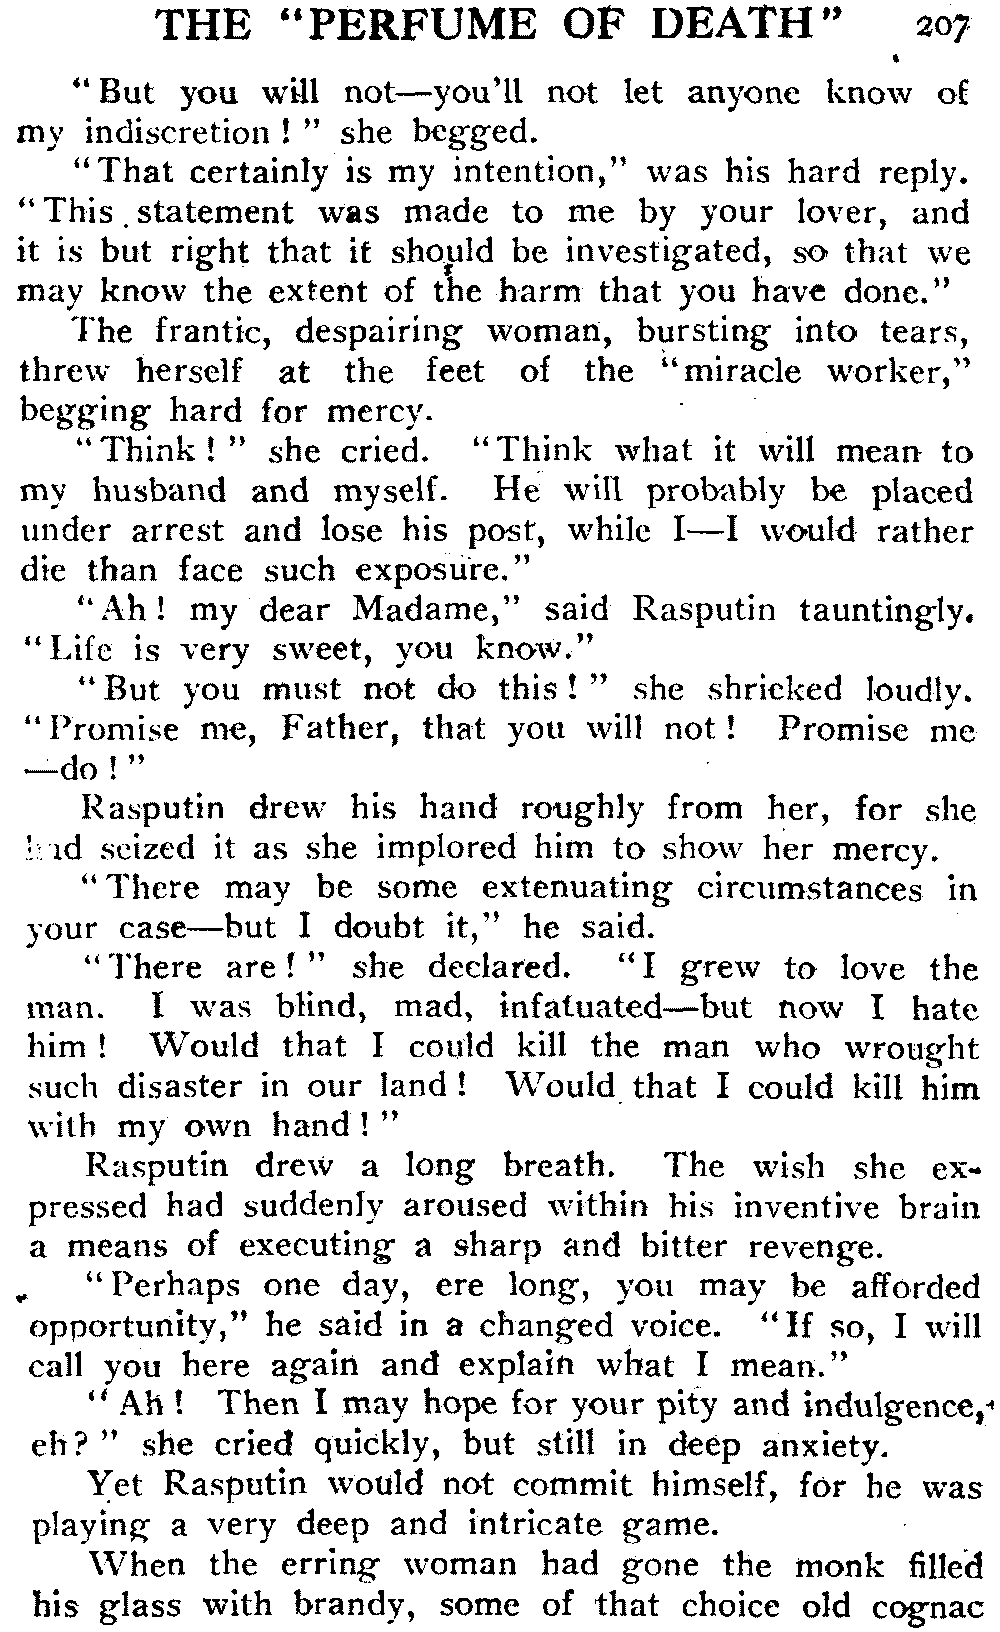 THE "PERFUME OF DEATH" 207
"But you will not—you'll not let anyone know of
my indiscretion!" she begged.
"That certainly is my intention," was his hard reply.
"This statement was made to me by your lover, and
it is but right that it should be investigated, so that we
may know the extent of the harm that you have done."
The frantic, despairing woman, bursting into tears,
threw herself at the feet of the "miracle worker,"
begging hard for mercy.
"Think!" she cried. "Think what it will mean to
my husband and myself. He will probably be placed
under arrest and lose his post, while I—I would rather
die than face such exposure."
"Ah! my dear Madame," said Rasputin tauntingly.
"Life is very sweet, you know."
"But you must not do this!" she shrieked loudly.
"Promise me, Father, that you will not! Promise me
—do!"
Rasputin drew his hand roughly from her, for she
had seized it as she implored him to show her mercy.
"There may be some extenuating circumstances in
your case—but I doubt it," he said.
"There are!" she declared. "I grew to love the
man. I was blind, mad, infatuated—but now I hate
him! Would that I could kill the man who wrought
such disaster in our land! Would that I could kill him
with my own hand!"
Rasputin drew a long breath. The wish she ex-
pressed had suddenly aroused within his inventive brain
a means of executing a sharp and bitter revenge.
"Perhaps one day, ere long, you may be afforded
opportunity," he said in a changed voice. "If so, I will
call you here again and explain what I mean."
"Ah! Then I may hope for your pity and indulgence,
eh?" she cried quickly, but still in deep anxiety.
Yet Rasputin would not commit himself, for he was
playing a very deep and intricate game.
When the erring woman had gone the monk filled
his glass with brandy, some of that choice old cognac